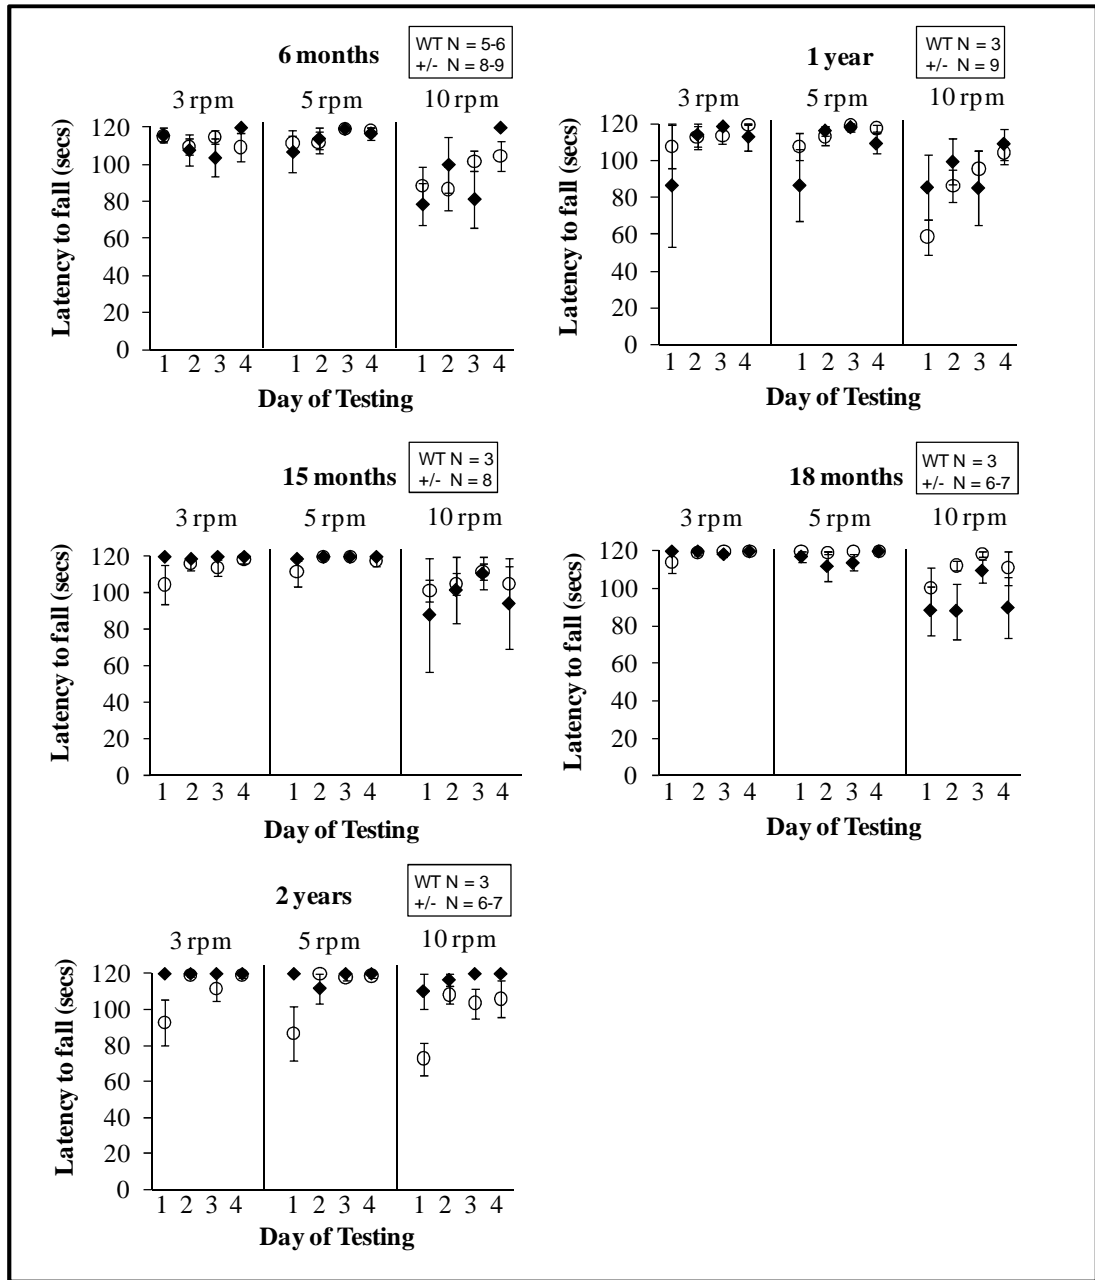 6 months
WT N = 5-6
+/- N = 8-9
3 rpm 5 rpm 10 rpm
Latency to fall (secs)
120
100
80
60
40
20
0
1 2 3 4 1 2 3 4 1 2 3 4
Day of Testing
1 year
WT N = 3
+/- N = 9
3 rpm 5 rpm 10 rpm
Latency to fall (secs)
120
100
80
60
40
20
0
1 2 3 4 1 2 3 4 1 2 3 4
Day of Testing
15 months
WT N = 3
+/- N = 8
3 rpm 5 rpm 10 rpm
Latency to fall (secs)
120
100
80
60
40
20
0
1 2 3 4 1 2 3 4 1 2 3 4
Day of Testing
18 months
WT N = 3
+/- N = 6-7
3 rpm 5 rpm 10 rpm
Latency to fall (secs)
120
100
80
60
40
20
0
1 2 3 4 1 2 3 4 1 2 3 4
Day of Testing
2 years
WT N = 3
+/- N = 6-7
3 rpm 5 rpm 10 rpm
Latency to fall (secs)
120
100
80
60
40
20
0
1 2 3 4 1 2 3 4 1 2 3 4
Day of Testing